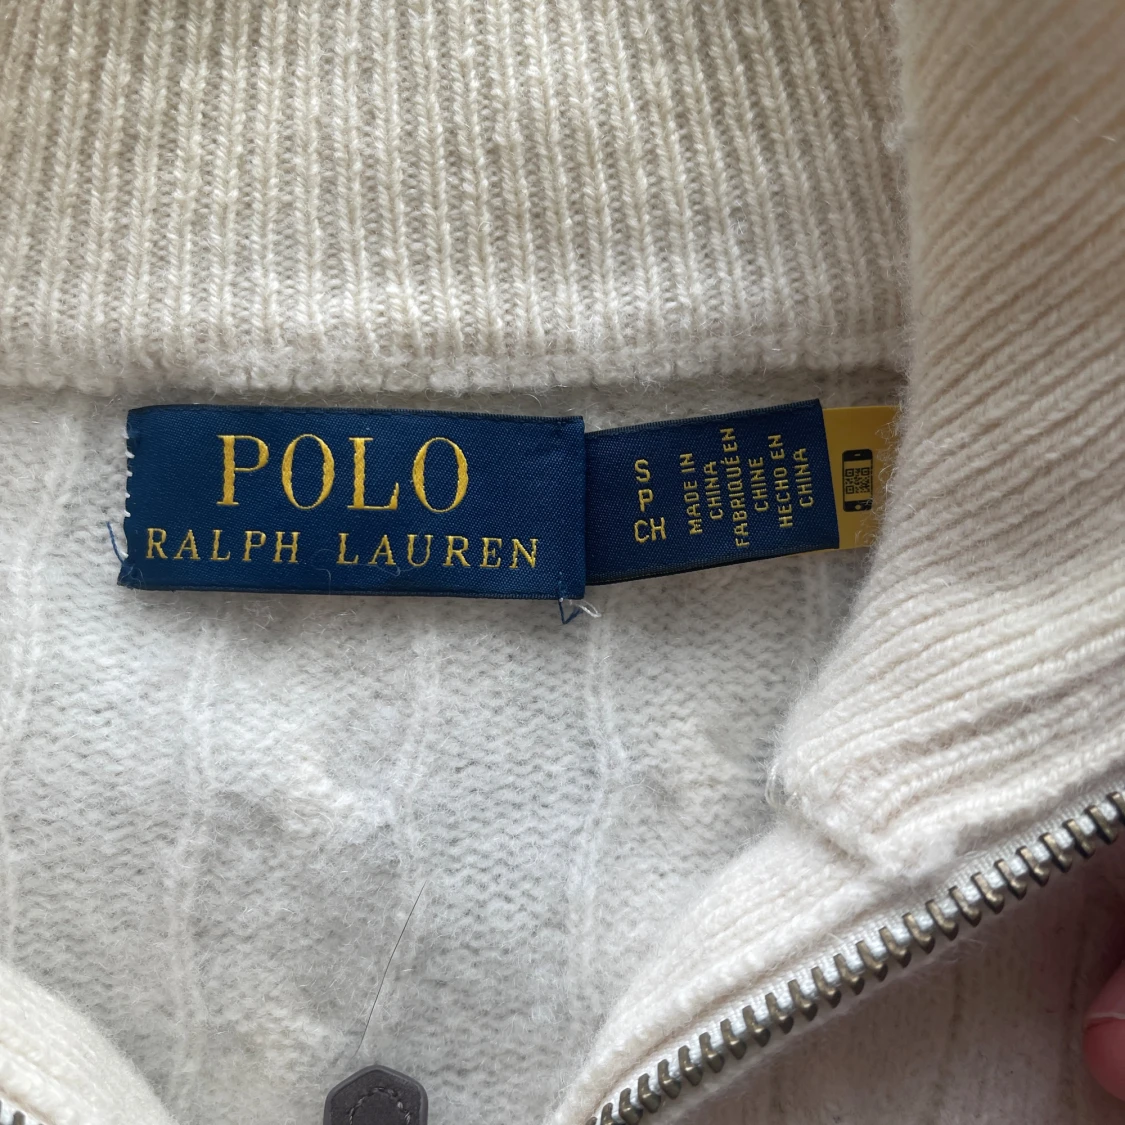 POLO
RALPH LAUREN
S
P
CH
MADE IN
CHINA
FABRIQUÉ EN
CHINE
HECHO EN
CHINA